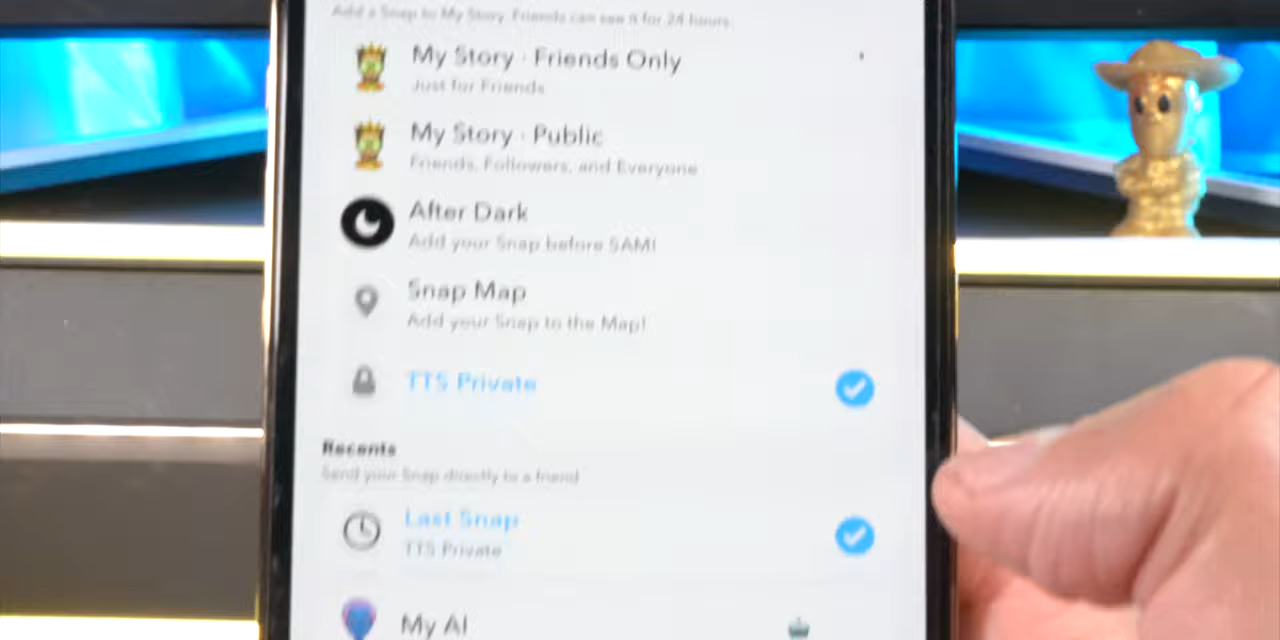 Add a Snap to My Story. Friends can see it for 24 hours.
My Story · Friends Only
Just for Friends
My Story · Public
Friends, Followers, and Everyone
After Dark
Add your Snap before 5AM!
Snap Map
Add your Snap to the Map!
TTS Private
Recents
Send your Snap directly to a friend
Last Snap
TTS Private
My AI